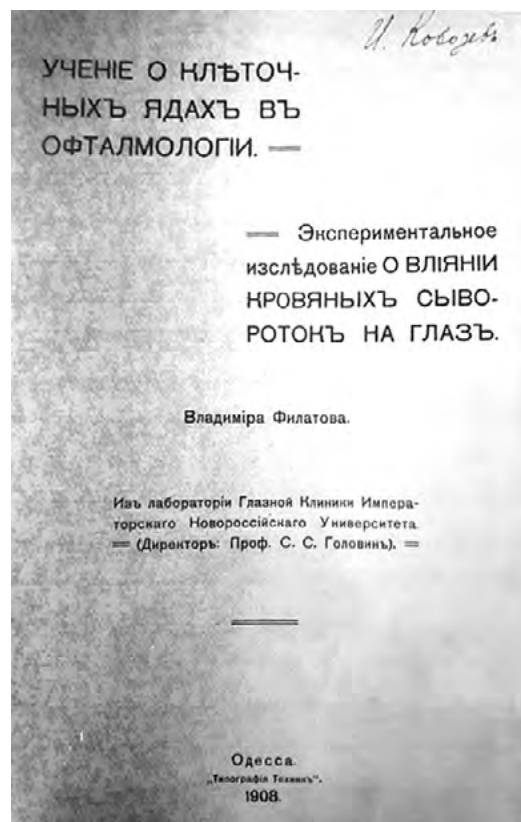 И.
УЧЕНІЕ О КЛѢТОЧ-
НЫХЪ ЯДАХЪ ВЪ
ОФТАЛМОЛОГІИ. —
— Экспериментальное
изслѣдованіе О ВЛІЯНІИ
КРОВЯНЫХЪ СЫВО-
РОТОКЪ НА ГЛАЗЪ.
Владиміра Филатова.
Изъ лабораторіи Глазной Клиники Импера-
торскаго Новороссійскаго Университета.
= (Директоръ: Проф. С. С. Головинъ). =
Одесса.
„Типографія Техникъ".
1908.